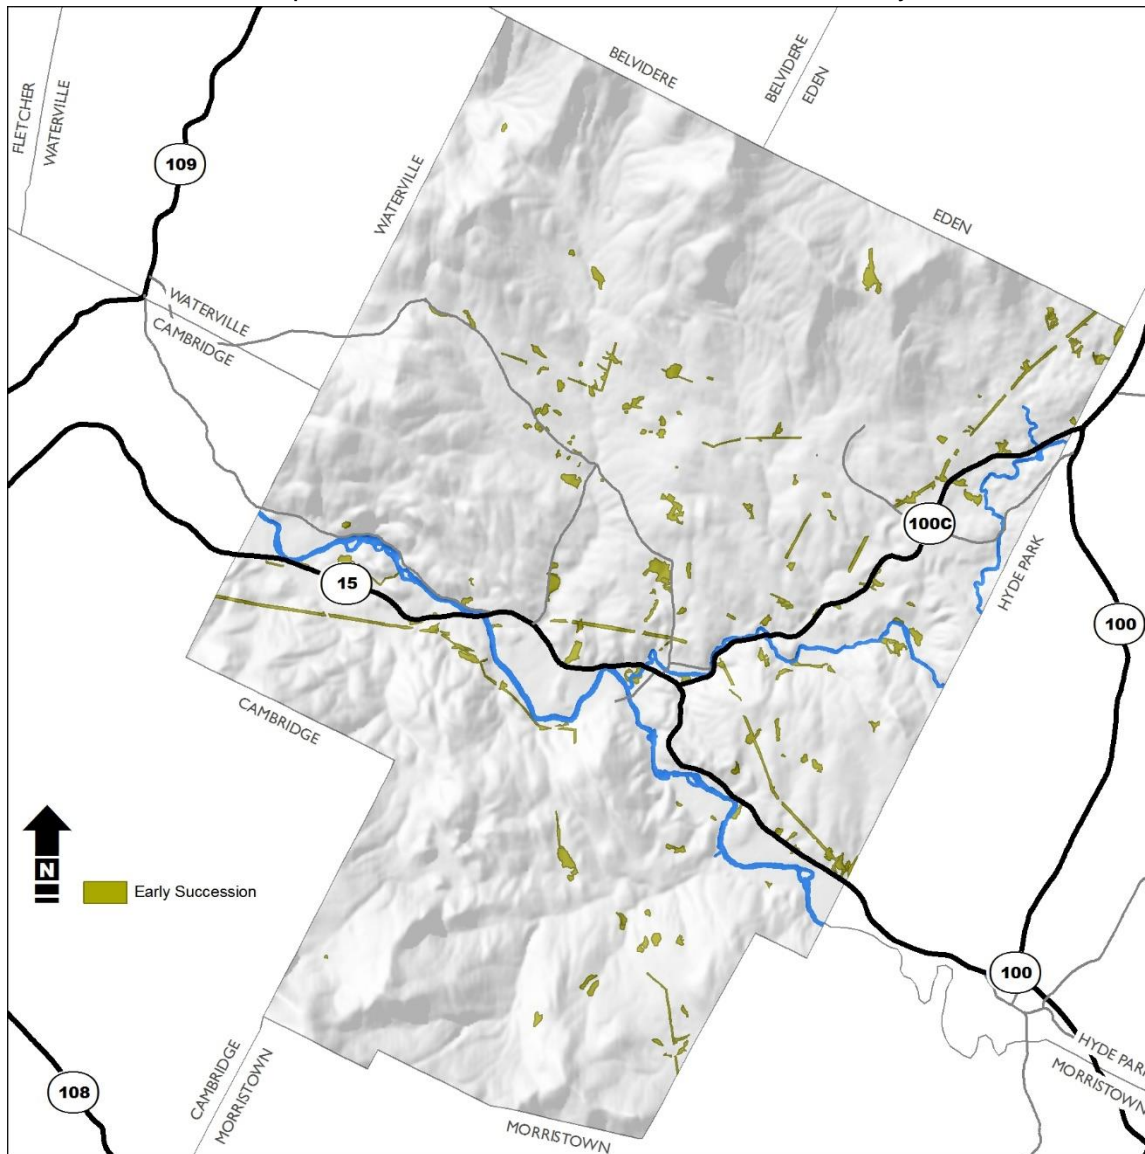 BELVIDERE
BELVIDERE
EDEN
FLETCHER
WATERVILLE
109
WATERVILLE
EDEN
WATERVILLE
CAMBRIDGE
100C
HYDE PARK
15
100
CAMBRIDGE
N
Early Succession
100
HYDE PARK
MORRISTOWN
108
CAMBRIDGE
MORRISTOWN
MORRISTOWN